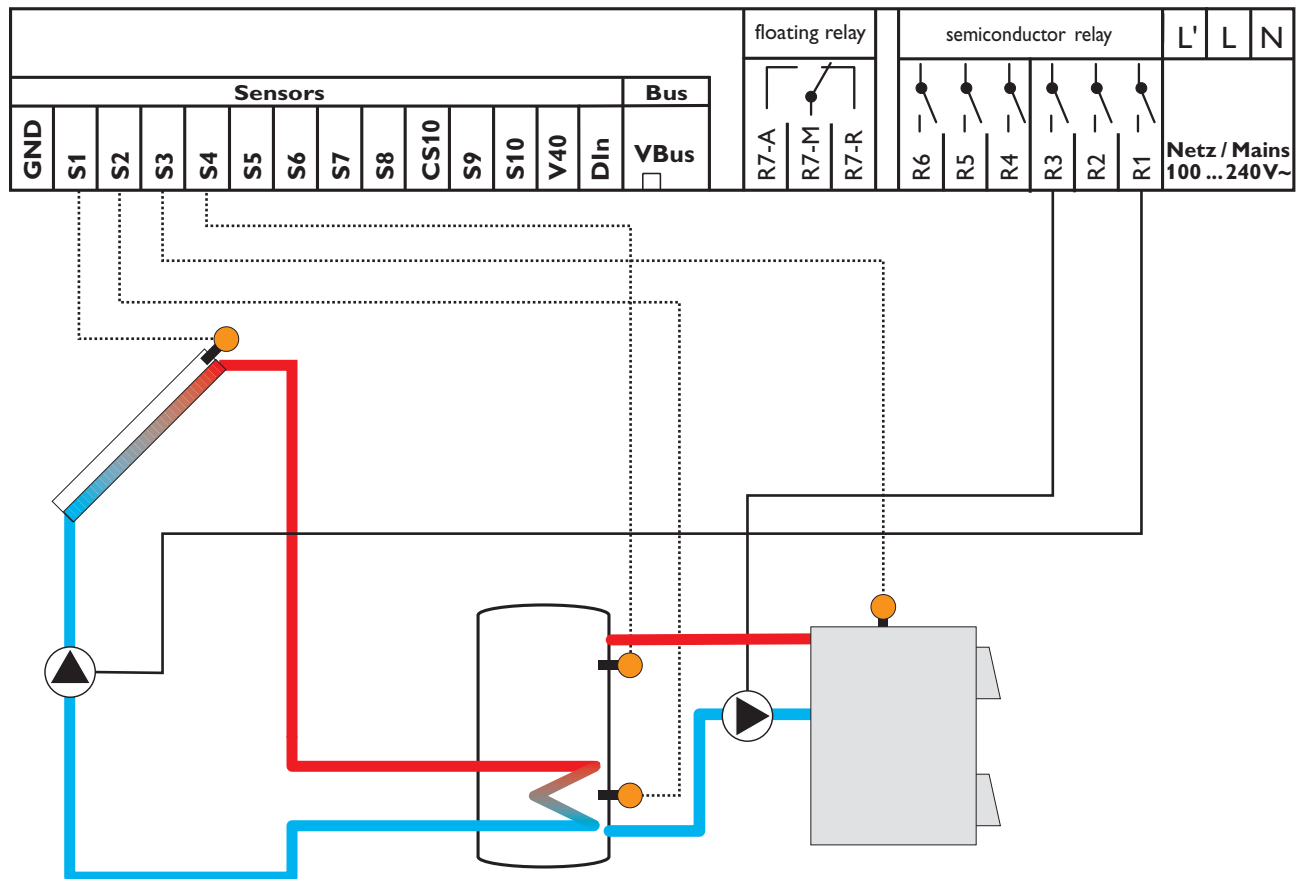 floating relay
semiconductor relay
L'
L
N
Sensors
Bus
GND
S1
S2
S3
S4
S5
S6
S7
S8
CS10
S9
S10
V40
DIn
VBus
R7-A
R7-M
R7-R
R6
R5
R4
R3
R2
R1
Netz / Mains
100 ... 240 V~